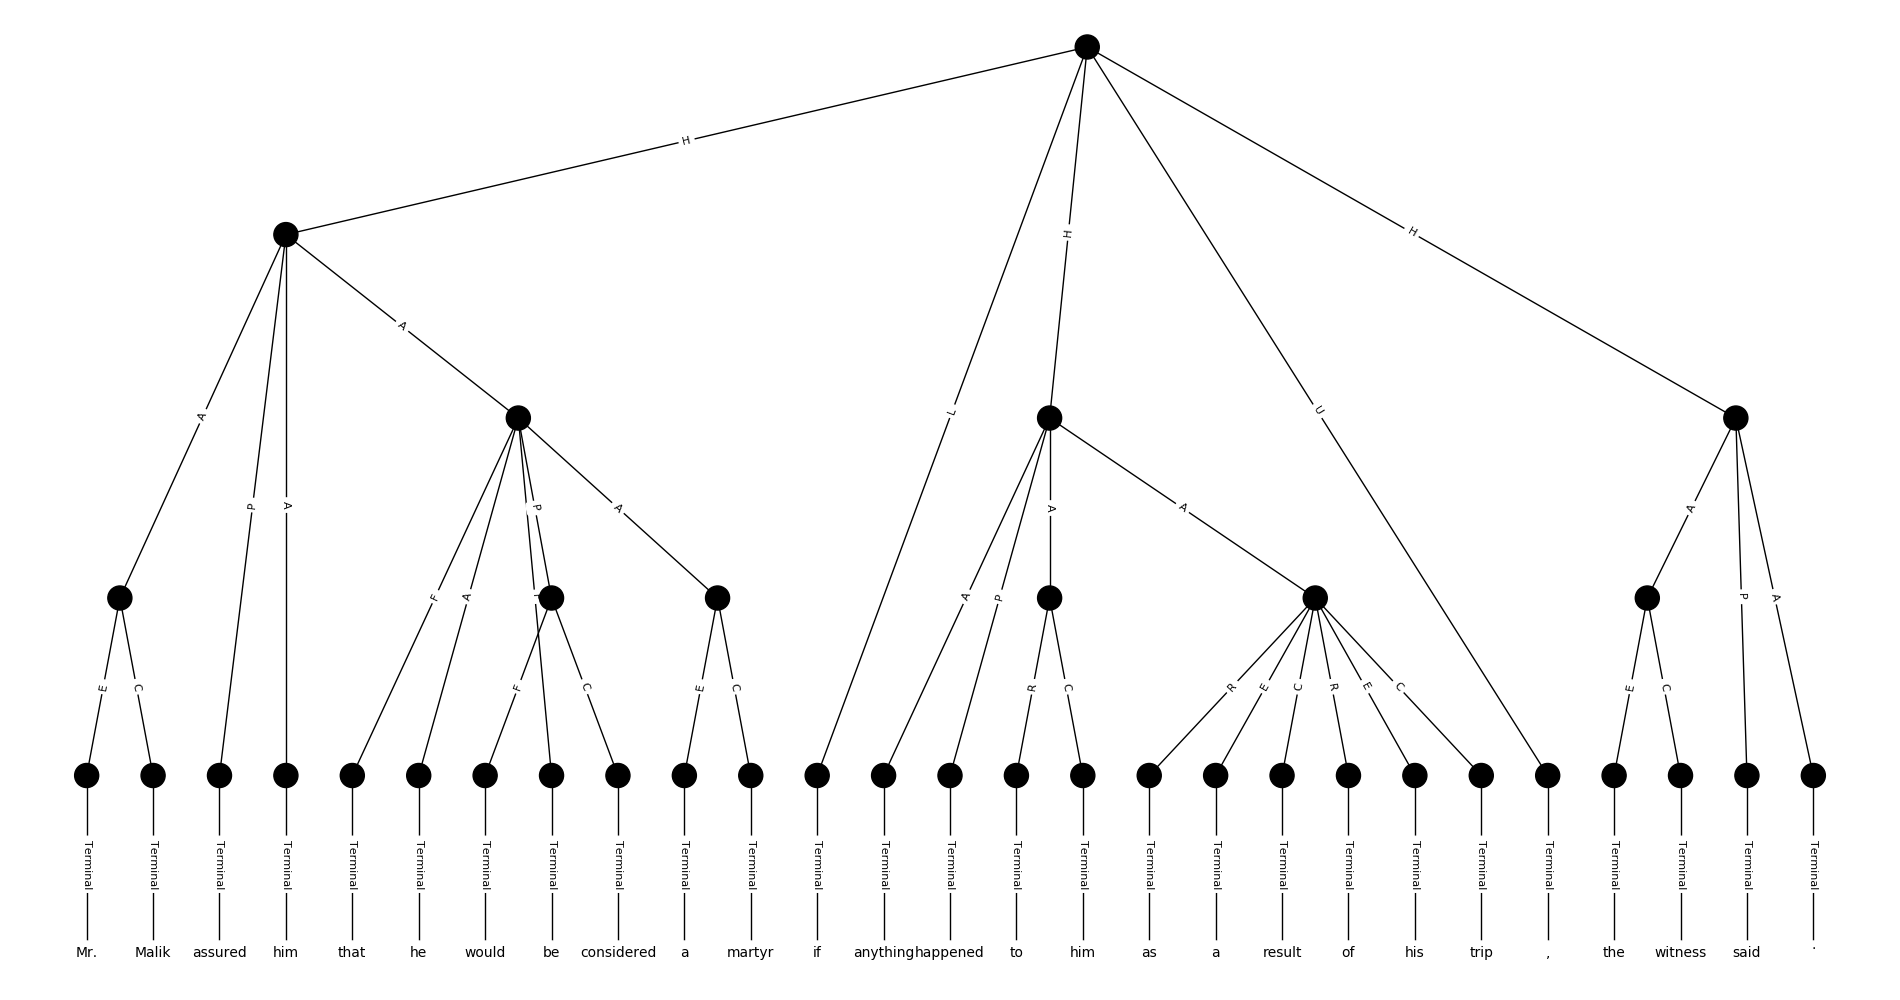 H
H
H
A
A
L
U
P
A
P
A
A
A
A
F
A
F
A
P
P
A
E
C
F
C
E
C
R
C
R
E
C
R
E
C
E
C
Terminal Terminal Terminal Terminal Terminal Terminal Terminal Terminal Terminal Terminal Terminal Terminal Terminal Terminal Terminal Terminal Terminal Terminal Terminal Terminal Terminal Terminal Terminal Terminal Terminal Terminal Terminal
Mr. Malik assured him that he would be considered a martyr if anything happened to him as a result of his trip , the witness said .